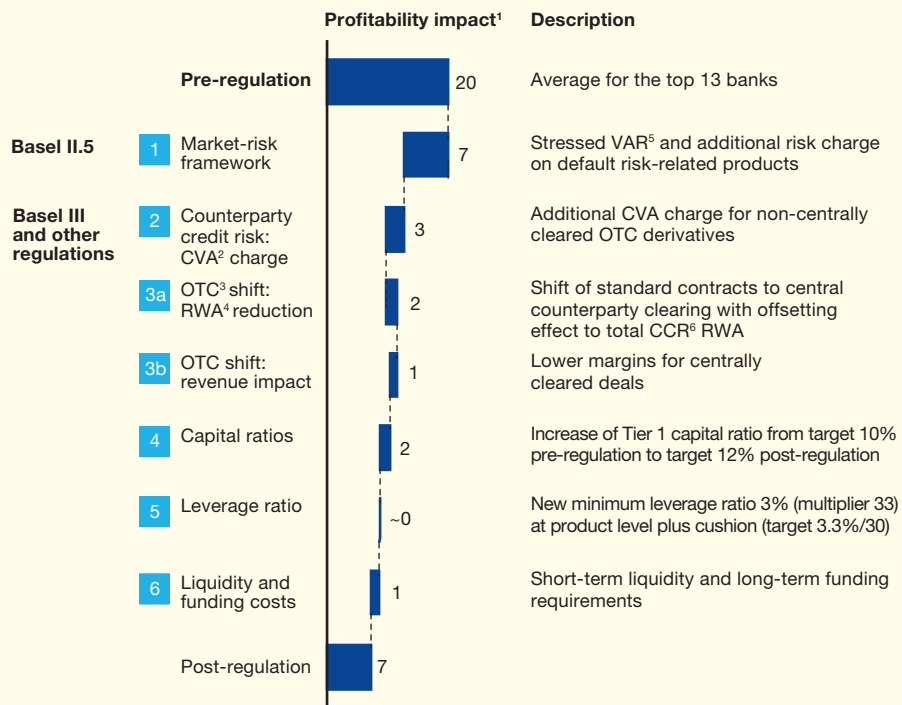 Profitability impact¹ Description
Pre-regulation 20 Average for the top 13 banks
Basel II.5 1 Market-risk framework 7 Stressed VAR⁵ and additional risk charge
on default risk-related products
Basel III
and other
regulations
2 Counterparty
credit risk:
CVA² charge
3
Additional CVA charge for non-centrally
cleared OTC derivatives
3a OTC³ shift:
RWA⁴ reduction
2
Shift of standard contracts to central
counterparty clearing with offsetting
effect to total CCR⁶ RWA
3b OTC shift:
revenue impact
1
Lower margins for centrally
cleared deals
4 Capital ratios
2
Increase of Tier 1 capital ratio from target 10%
pre-regulation to target 12% post-regulation
5 Leverage ratio
~0
New minimum leverage ratio 3% (multiplier 33)
at product level plus cushion (target 3.3%/30)
6 Liquidity and
funding costs
1
Short-term liquidity and long-term funding
requirements
Post-regulation 7